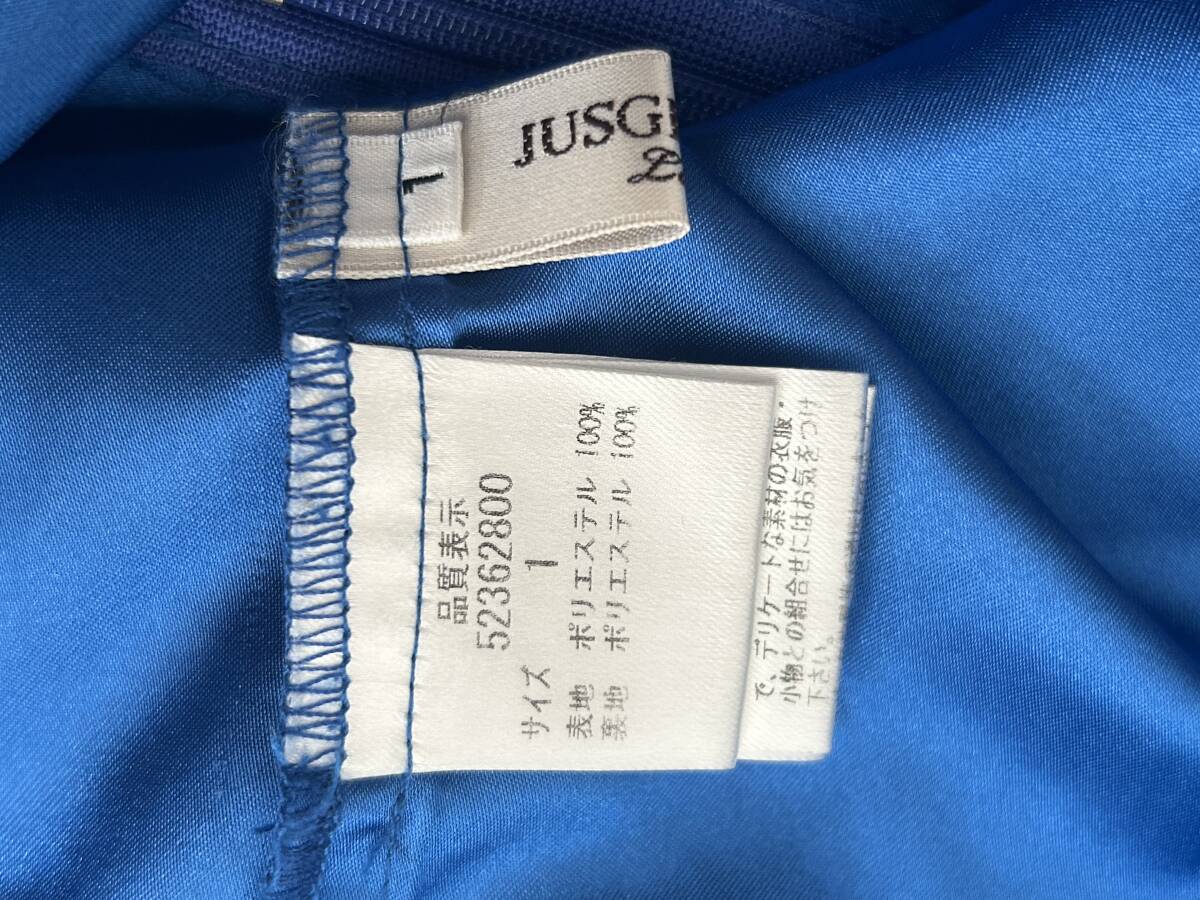 JUSG
1
品質表示
52362800
サイズ 1
表地 ポリエステル 100%
裏地 ポリエステル 100%
で、デリケートな素材の衣服・
小物との組合せにはお気をつけ
下さい。